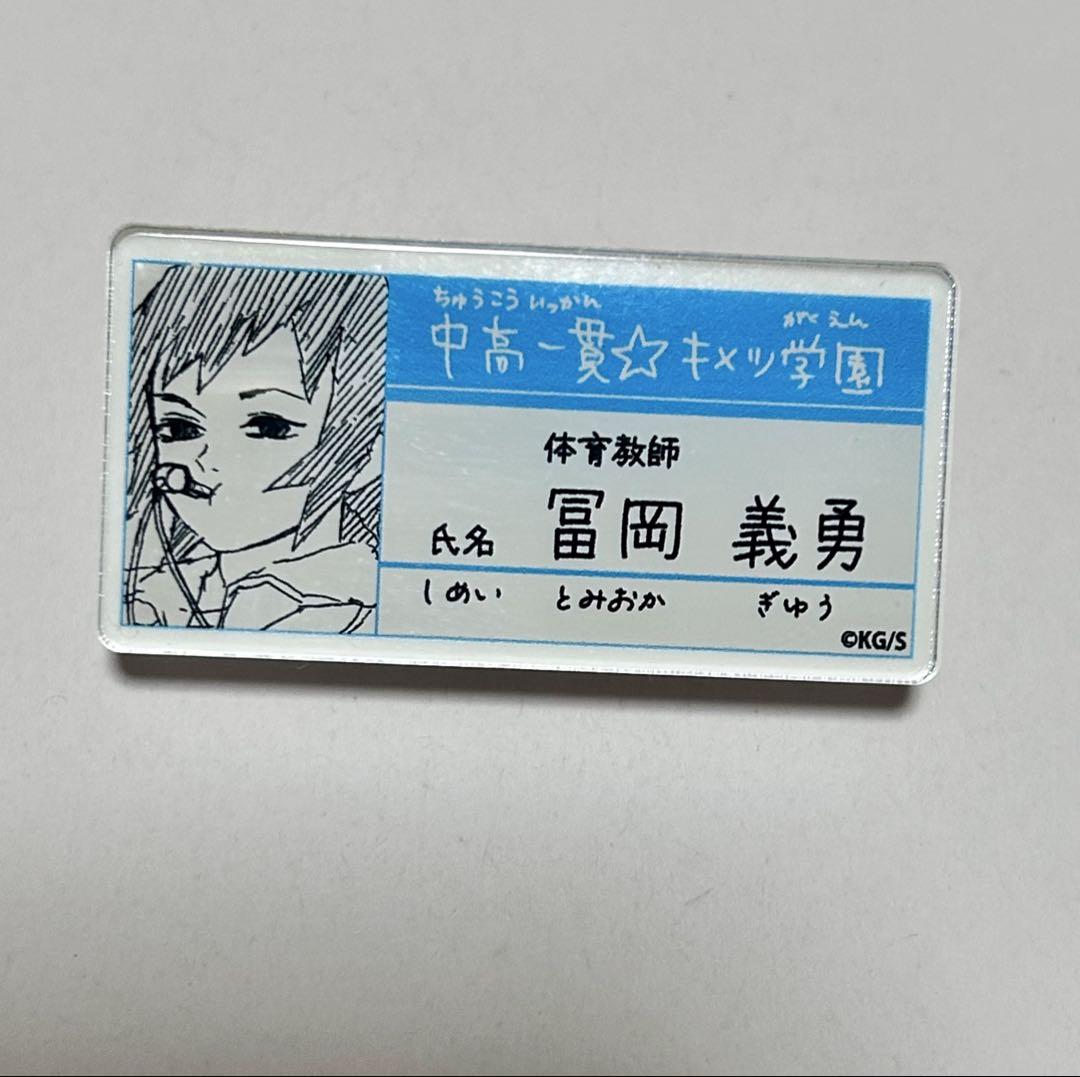 ちゅうこう いっかん がくえん
中高一貫☆キメツ学園
体育教師
氏名 冨岡 義勇
しめい とみおか ぎゆう
©KG/S